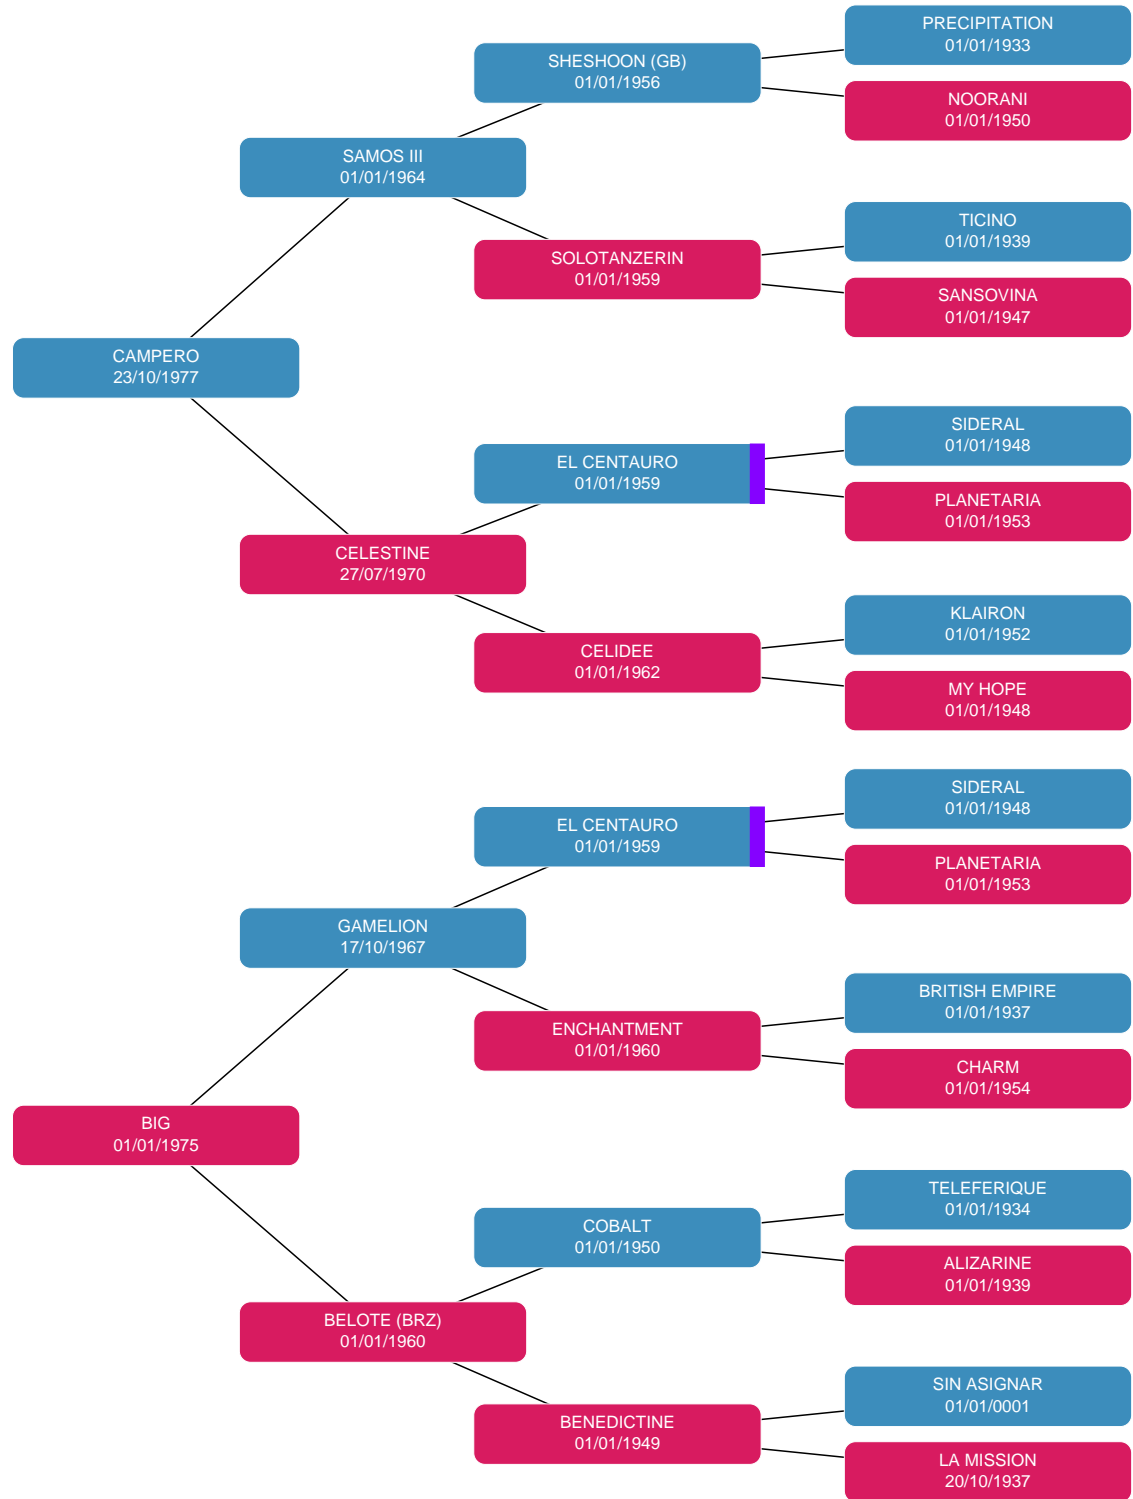 PRECIPITATION
01/01/1933
SHESHOON (GB)
01/01/1956
NOORANI
01/01/1950
SAMOS III
01/01/1964
TICINO
01/01/1939
SOLOTANZERIN
01/01/1959
SANSOVINA
01/01/1947
CAMPERO
23/10/1977
SIDERAL
01/01/1948
EL CENTAURO
01/01/1959
PLANETARIA
01/01/1953
CELESTINE
27/07/1970
KLAIRON
01/01/1952
CELIDEE
01/01/1962
MY HOPE
01/01/1948
SIDERAL
01/01/1948
EL CENTAURO
01/01/1959
PLANETARIA
01/01/1953
GAMELION
17/10/1967
BRITISH EMPIRE
01/01/1937
ENCHANTMENT
01/01/1960
CHARM
01/01/1954
BIG
01/01/1975
TELEFERIQUE
01/01/1934
COBALT
01/01/1950
ALIZARINE
01/01/1939
BELOTE (BRZ)
01/01/1960
SIN ASIGNAR
01/01/0001
BENEDICTINE
01/01/1949
LA MISSION
20/10/1937